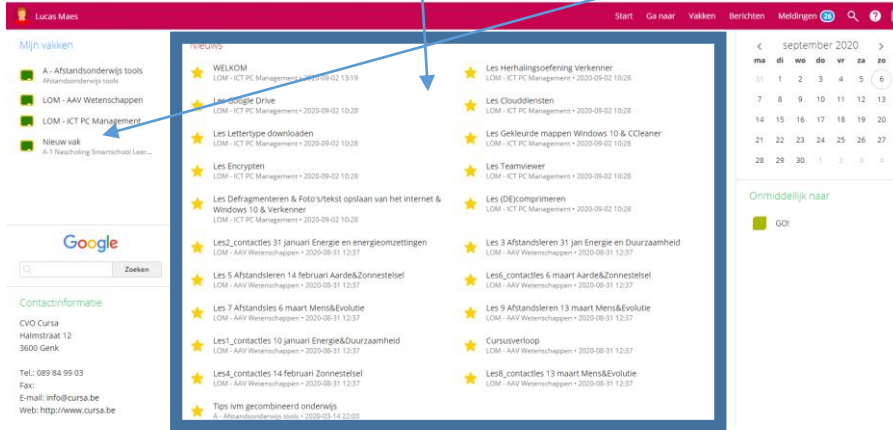 Lucas Maes
Start Ga naar Vakken Berichten Meldingen 26
Mijn vakken
A - Afstandsonderwijs tools
Afstandsonderwijs tools
LOM - AAV Wetenschappen
LOM - ICT PC Management
Nieuw vak
A-1 Nascholing Smartschool Leer...
Google
Zoeken
Contactinformatie
CVO Cursa
Halmstraat 12
3600 Genk
Tel.: 089 84 99 03
Fax:
E-mail: info@cursa.be
Web: http://www.cursa.be
Nieuws
WELKOM
LOM - ICT PC Management • 2020-09-02 13:19
Les Herhalingsoefening Verkenner
LOM - ICT PC Management • 2020-09-02 10:28
Les Google Drive
LOM - ICT PC Management • 2020-09-02 10:28
Les Clouddiensten
LOM - ICT PC Management • 2020-09-02 10:28
Les Lettertype downloaden
LOM - ICT PC Management • 2020-09-02 10:28
Les Gekleurde mappen Windows 10 & CCleaner
LOM - ICT PC Management • 2020-09-02 10:28
Les Encrypten
LOM - ICT PC Management • 2020-09-02 10:28
Les Teamviewer
LOM - ICT PC Management • 2020-09-02 10:28
Les Defragmenteren & Foto's/tekst opslaan van het internet &
Windows 10 & Verkenner
LOM - ICT PC Management • 2020-09-02 10:28
Les (DE)comprimeren
LOM - ICT PC Management • 2020-09-02 10:28
Les2_contactles 31 januari Energie en energieomzettingen
LOM - AAV Wetenschappen • 2020-08-31 12:37
Les 3 Afstandsleren 31 jan Energie en Duurzaamheid
LOM - AAV Wetenschappen • 2020-08-31 12:37
Les 5 Afstandsleren 14 februari Aarde&Zonnestelsel
LOM - AAV Wetenschappen • 2020-08-31 12:37
Les6_contactles 6 maart Aarde&Zonnestelsel
LOM - AAV Wetenschappen • 2020-08-31 12:37
Les 7 Afstandsles 6 maart Mens&Evolutie
LOM - AAV Wetenschappen • 2020-08-31 12:37
Les 9 Afstandsleren 13 maart Mens&Evolutie
LOM - AAV Wetenschappen • 2020-08-31 12:37
Les1_contactles 10 januari Energie&Duurzaamheid
LOM - AAV Wetenschappen • 2020-08-31 12:37
Cursusverloop
LOM - AAV Wetenschappen • 2020-08-31 12:37
Les4_contactles 14 februari Zonnestelsel
LOM - AAV Wetenschappen • 2020-08-31 12:37
Les8_contactles 13 maart Mens&Evolutie
LOM - AAV Wetenschappen • 2020-08-31 12:37
Tips ivm gecombineerd onderwijs
A - Afstandsonderwijs tools • 2020-03-14 22:03
september 2020
ma di wo do vr za zo
31 1 2 3 4 5 6
7 8 9 10 11 12 13
14 15 16 17 18 19 20
21 22 23 24 25 26 27
28 29 30 1 2 3 4
Onmiddellijk naar
GO!